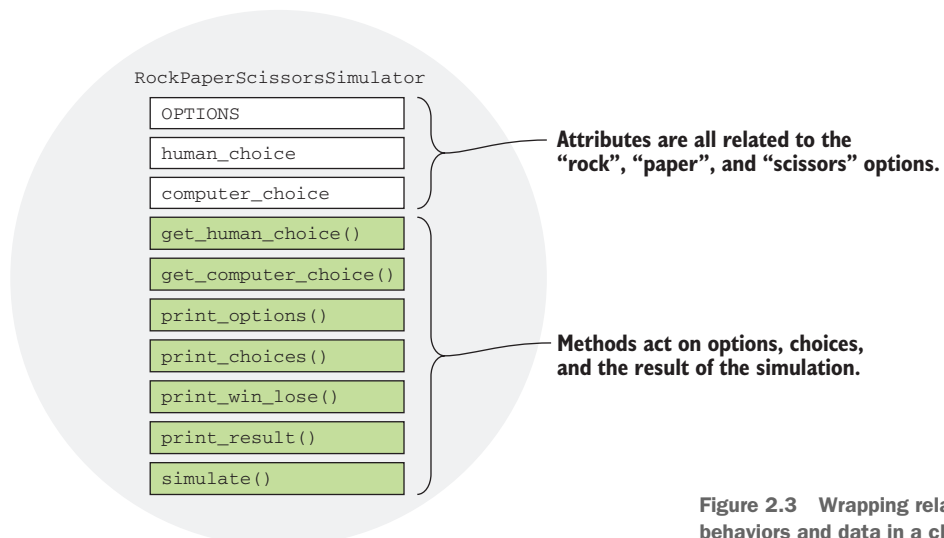 RockPaperScissorsSimulator
OPTIONS
human_choice
computer_choice
get_human_choice()
get_computer_choice()
print_options()
print_choices()
print_win_lose()
print_result()
simulate()
Attributes are all related to the
“rock”, “paper”, and “scissors” options.
Methods act on options, choices,
and the result of the simulation.
Figure 2.3 Wrapping
behaviors and data in a